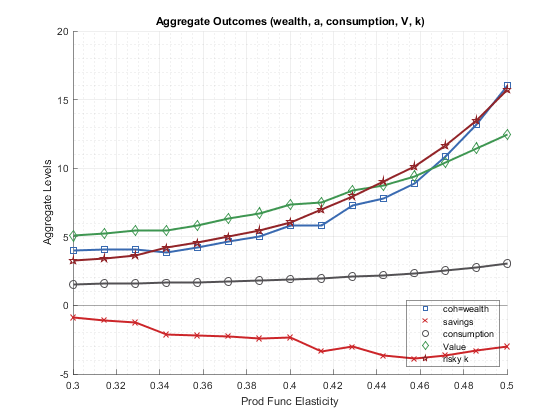 Aggregate Outcomes (wealth, a, consumption, V, k)
20
15
10
5
0
-5
Aggregate Levels
coh=wealth
savings
consumption
Value
risky k
0.3 0.32 0.34 0.36 0.38 0.4 0.42 0.44 0.46 0.48 0.5
Prod Func Elasticity